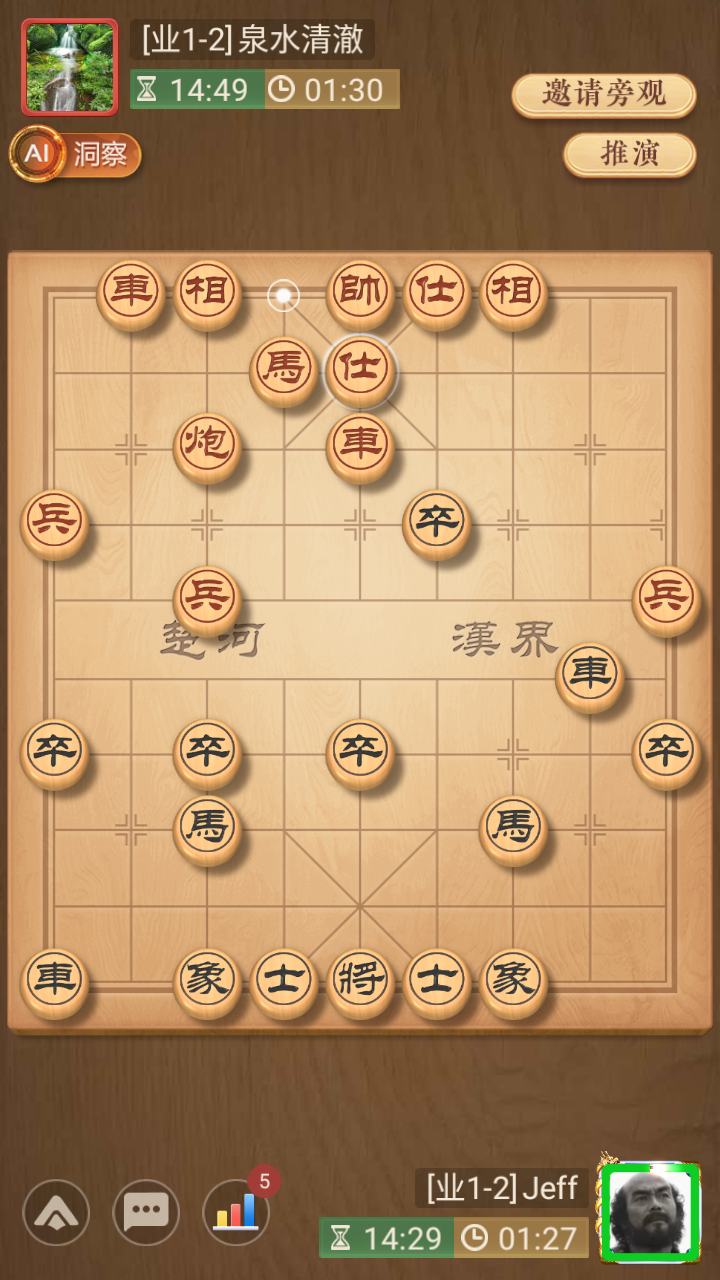 [业1-2]泉水清澈
14:49 01:30
邀请旁观
AI 洞察
推演
車 相 帥 仕 相
馬 仕
炮 車
兵 卒
兵 兵
楚河 漢界
車
卒 卒 卒 卒
馬 馬
車 象 士 將 士 象
5
[业1-2]Jeff
14:29 01:27